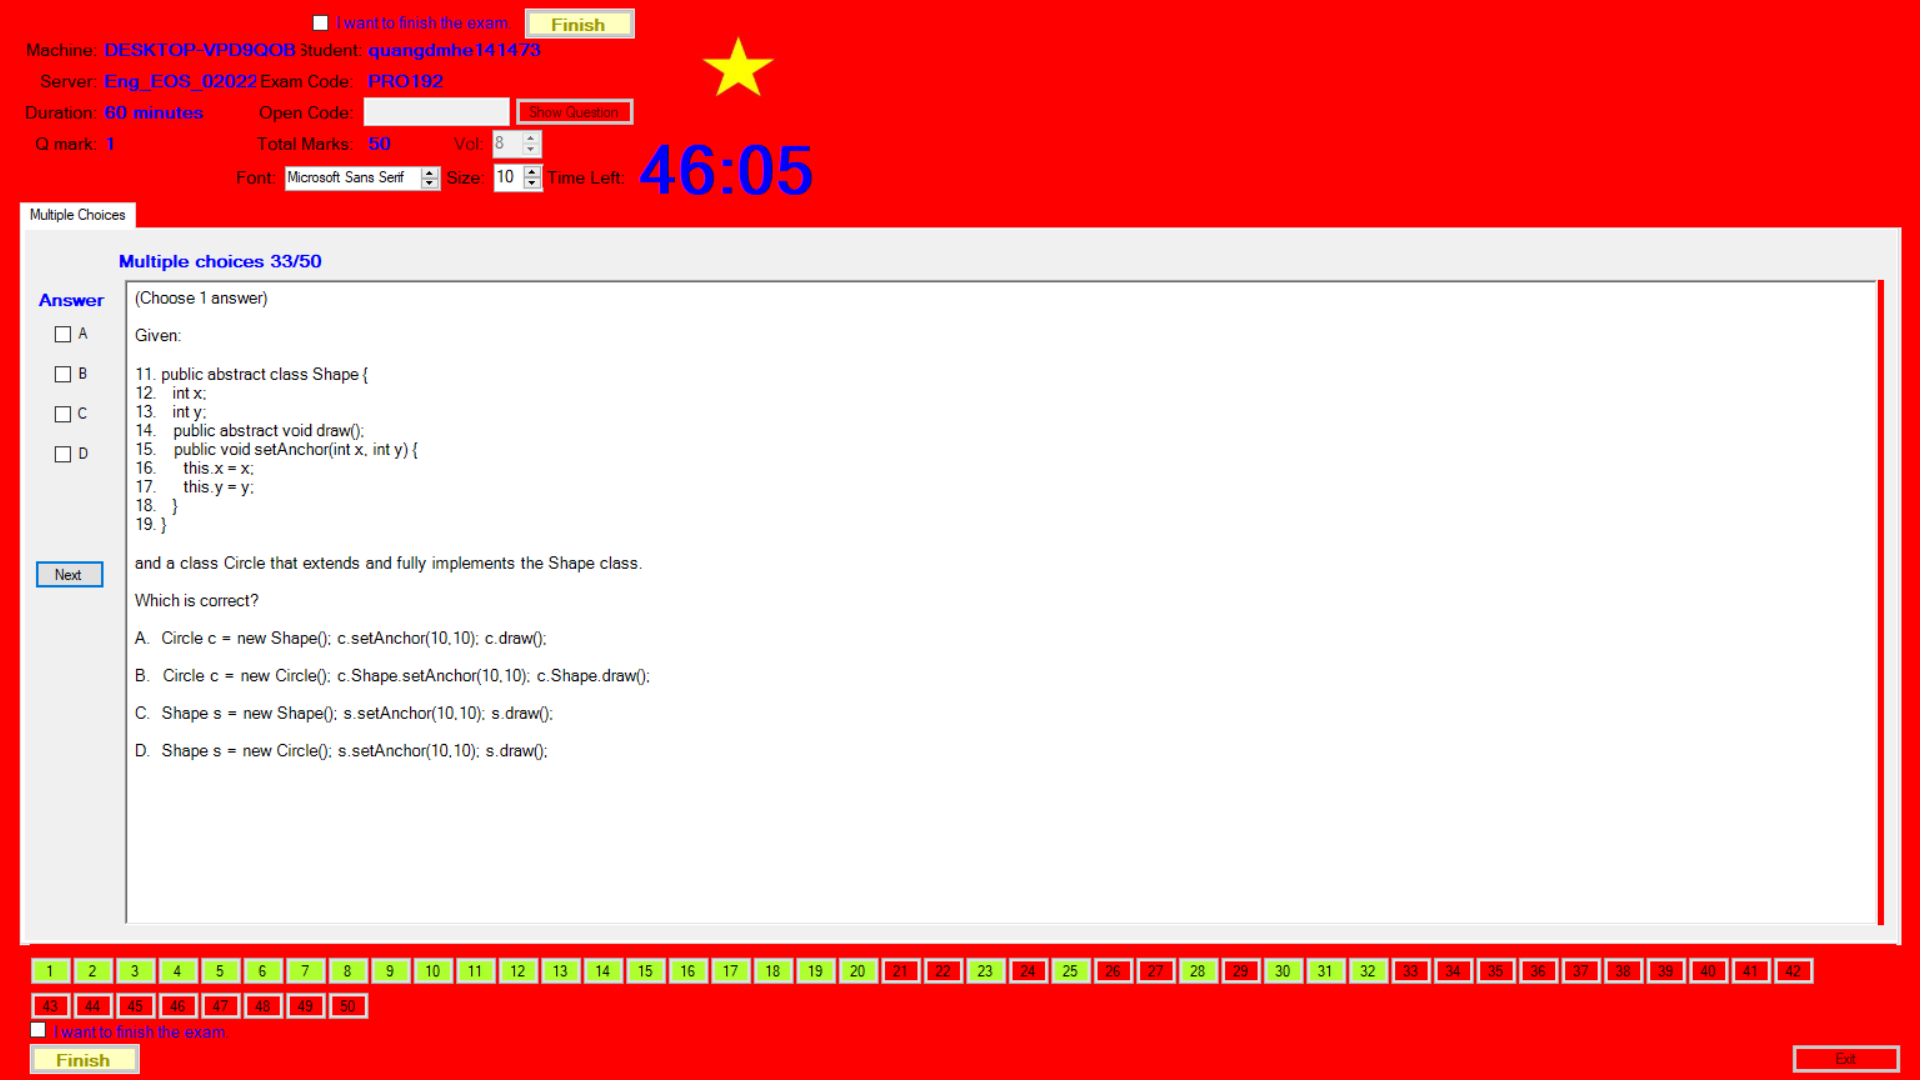 I want to finish the exam.
Finish
Machine: DESKTOP-VPD9QOB Student: quangdmhe141473
Server: Eng_EOS_02022 Exam Code: PRO192
Duration: 60 minutes Open Code: Show Question
Q mark: 1 Total Marks: 50 Vol: 8
Font: Microsoft Sans Serif Size: 10 Time Left: 46:05
Multiple Choices
Multiple choices 33/50
Answer
A
B
C
D
Next
(Choose 1 answer)
Given:
11. public abstract class Shape {
12. int x;
13. int y;
14. public abstract void draw();
15. public void setAnchor(int x, int y) {
16. this.x = x;
17. this.y = y;
18. }
19. }
and a class Circle that extends and fully implements the Shape class.
Which is correct?
A. Circle c = new Shape(); c.setAnchor(10,10); c.draw();
B. Circle c = new Circle(); c.Shape.setAnchor(10,10); c.Shape.draw();
C. Shape s = new Shape(); s.setAnchor(10,10); s.draw();
D. Shape s = new Circle(); s.setAnchor(10,10); s.draw();
1 2 3 4 5 6 7 8 9 10 11 12 13 14 15 16 17 18 19 20 21 22 23 24 25 26 27 28 29 30 31 32 33 34 35 36 37 38 39 40 41 42
43 44 45 46 47 48 49 50
I want to finish the exam.
Finish
Exit